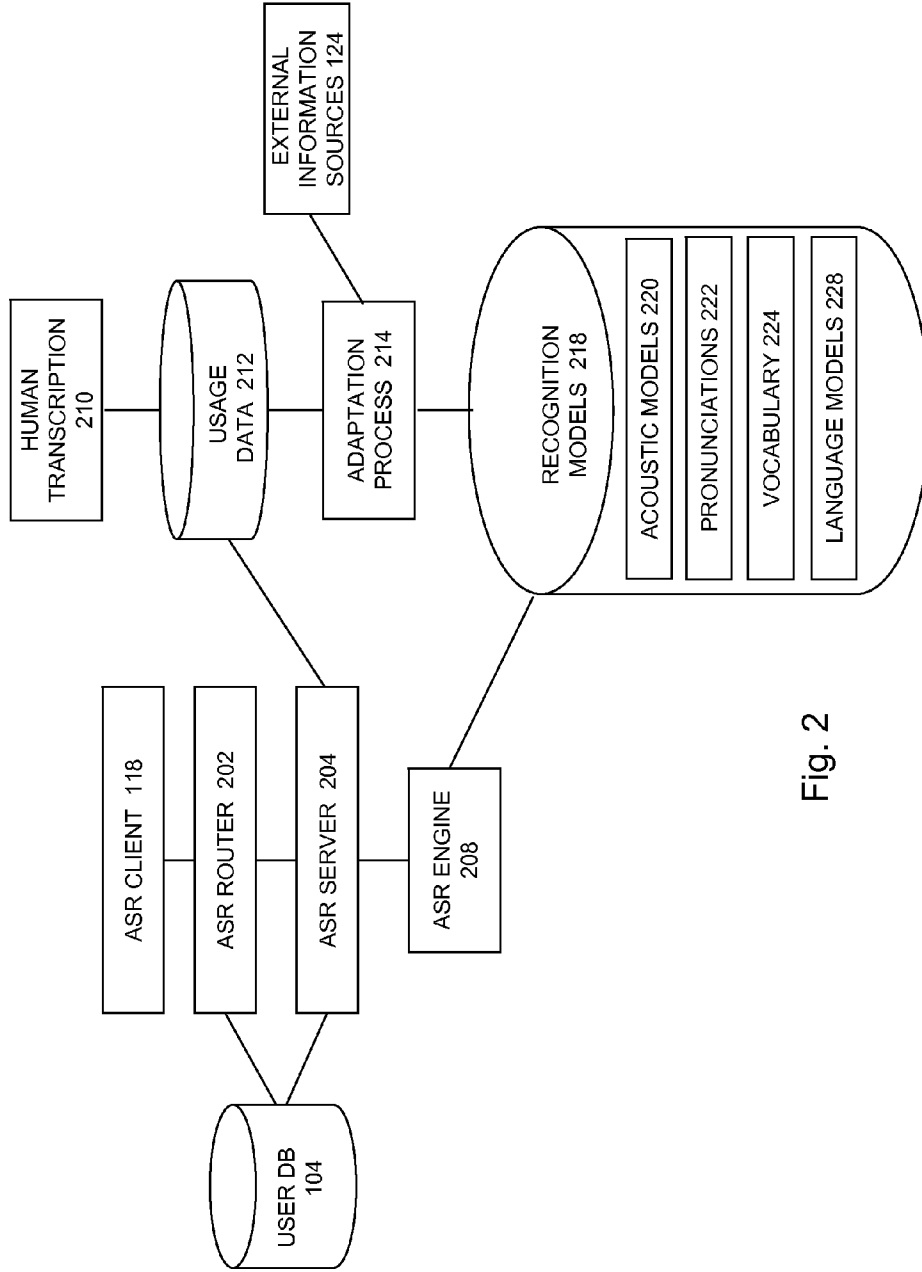 HUMAN
TRANSCRIPTION
210
USAGE
DATA 212
EXTERNAL
INFORMATION
SOURCES 124
ADAPTATION
PROCESS 214
ASR CLIENT 118
ASR ROUTER 202
ASR SERVER 204
ASR ENGINE
208
USER DB
104
RECOGNITION
MODELS 218
ACOUSTIC MODELS 220
PRONUNCIATIONS 222
VOCABULARY 224
LANGUAGE MODELS 228
Fig. 2